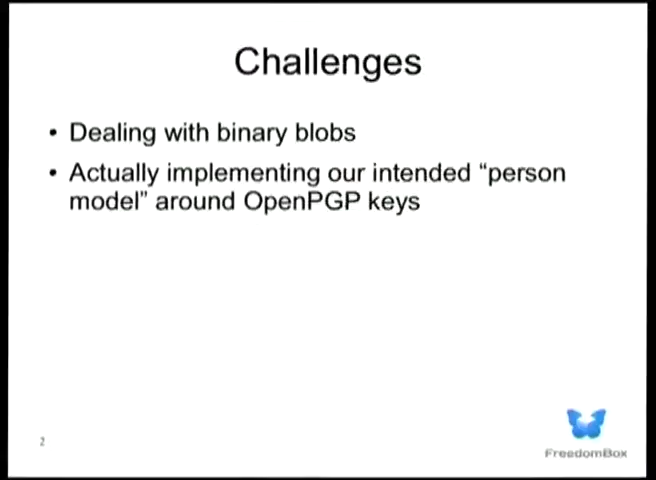 Challenges
• Dealing with binary blobs
• Actually implementing our intended “person
model” around OpenPGP keys
2
FreedomBox